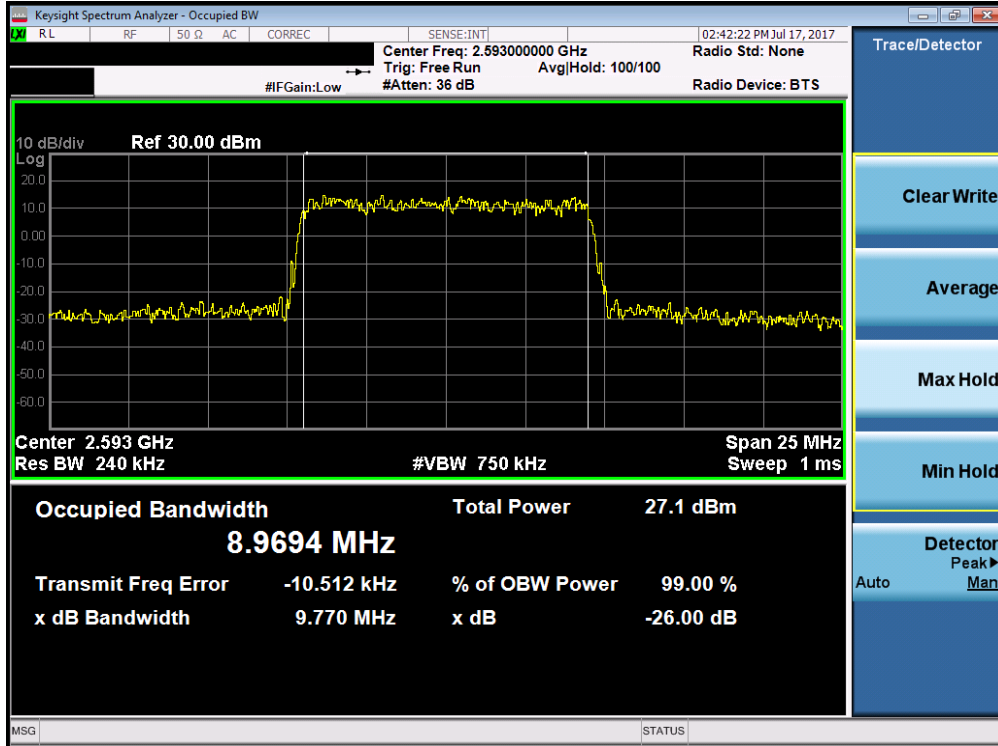 Keysight Spectrum Analyzer - Occupied BW
LXI RL RF 50 Ω AC CORREC SENSE:INT 02:42:22 PM Jul 17, 2017
Center Freq: 2.593000000 GHz Radio Std: None
Trig: Free Run Avg|Hold: 100/100
#IFGain:Low #Atten: 36 dB Radio Device: BTS
Trace/Detector
10 dB/div Ref 30.00 dBm
Log
20.0
10.0
0.00
-10.0
-20.0
-30.0
-40.0
-50.0
-60.0
Center 2.593 GHz Span 25 MHz
Res BW 240 kHz #VBW 750 kHz Sweep 1 ms
Occupied Bandwidth Total Power 27.1 dBm
8.9694 MHz
Transmit Freq Error -10.512 kHz % of OBW Power 99.00 %
x dB Bandwidth 9.770 MHz x dB -26.00 dB
Clear Write
Average
Max Hold
Min Hold
Detector
Peak▶
Auto Man
MSG STATUS